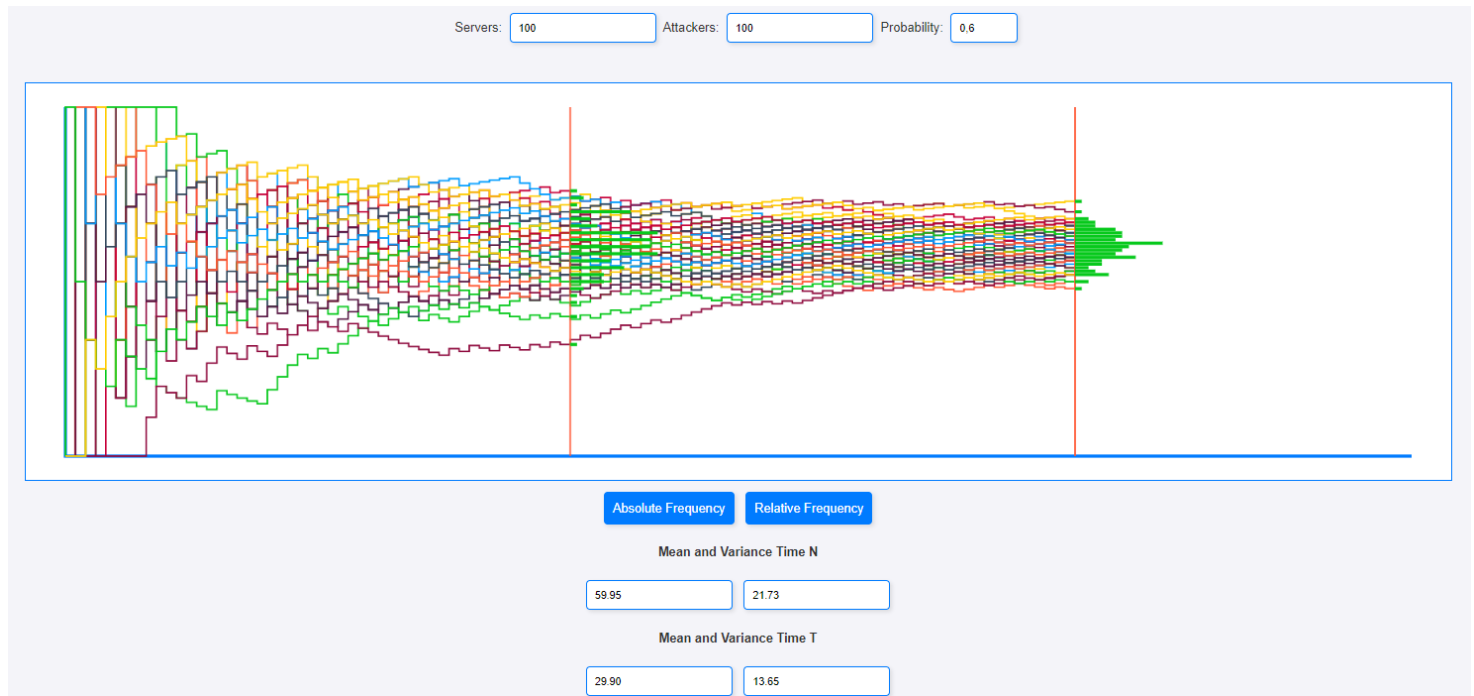 Servers: 100 Attackers: 100 Probability: 0,6
Absolute Frequency Relative Frequency
Mean and Variance Time N
59.95 21.73
Mean and Variance Time T
29.90 13.65